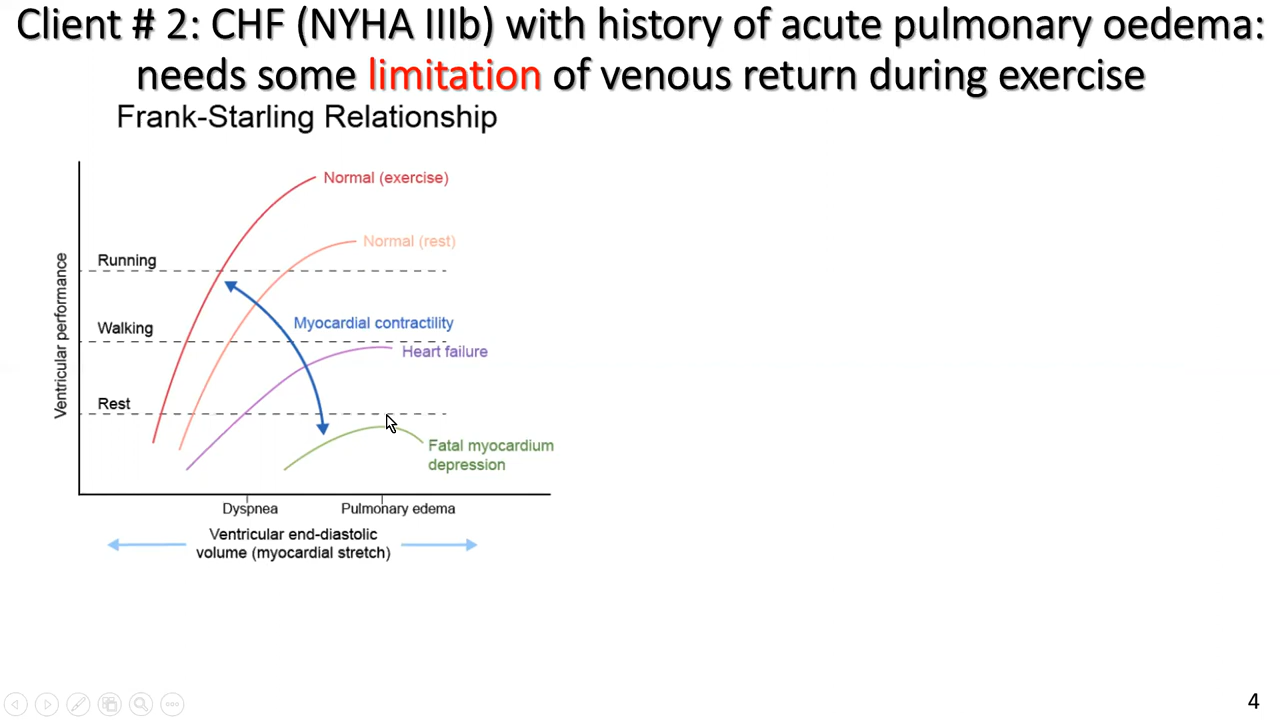 Client # 2: CHF (NYHA IIIb) with history of acute pulmonary oedema:
needs some limitation of venous return during exercise
Frank-Starling Relationship
Normal (exercise)
Normal (rest)
Running
Myocardial contractility
Walking
Heart failure
Rest
Fatal myocardium
depression
Ventricular performance
Dyspnea
Pulmonary edema
Ventricular end-diastolic
volume (myocardial stretch)
4